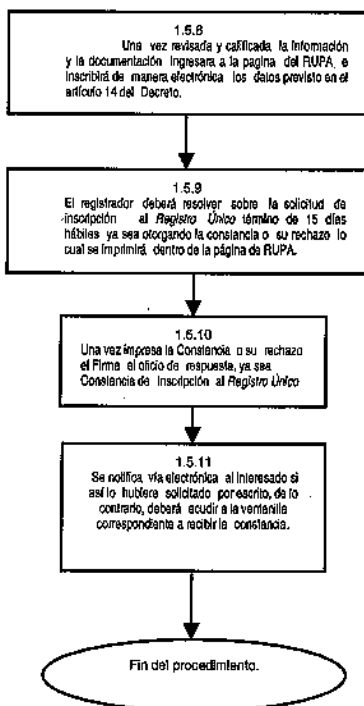 1.5.8
Una vez revisada y calificada la información
y la documentación ingresara a la pagina del RUPA, e
inscribirá de manera electrónica los datos previsto en el
artículo 14 del Decreto.
1.5.9
El registrador deberá resolver sobre la solicitud de
inscripción al Registro Único término de 15 días
hábiles ya sea otorgando la constancia o su rechazo lo
cual se imprimirá dentro de la página de RUPA.
1.5.10
Una vez impresa la Constancia o su rechazo
el Firma el oficio de respuesta, ya sea
Constancia de Inscripción al Registro Único
1.5.11
Se notifica vía electrónica al interesado si
así lo hubiere solicitado por escrito, de lo
contrario, deberá acudir a la ventanilla
correspondiente a recibir la constancia.
Fin del procedimiento.